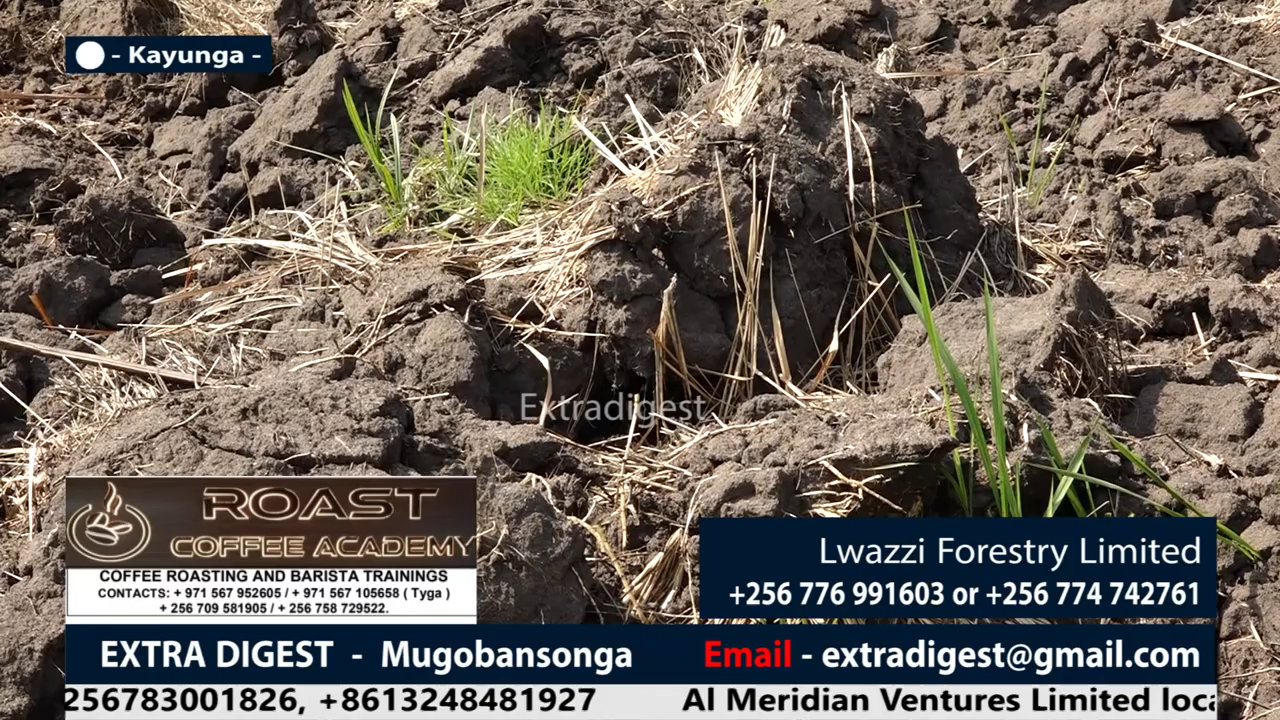 - Kayunga -
Extradigest
ROAST
COFFEE ACADEMY
COFFEE ROASTING AND BARISTA TRAININGS
CONTACTS: + 971 567 952605 / + 971 567 105658 ( Tyga )
+ 256 709 581905 / + 256 758 729522.
Lwazzi Forestry Limited
+256 776 991603 or +256 774 742761
EXTRA DIGEST - Mugobansonga
Email - extradigest@gmail.com
256783001826, +8613248481927 Al Meridian Ventures Limited loca